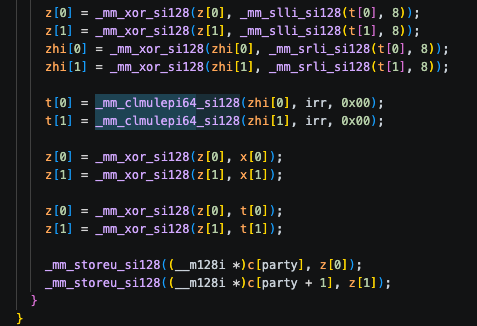 z[0] = _mm_xor_si128(z[0], _mm_slli_si128(t[0], 8));
z[1] = _mm_xor_si128(z[1], _mm_slli_si128(t[1], 8));
zhi[0] = _mm_xor_si128(zhi[0], _mm_srli_si128(t[0], 8));
zhi[1] = _mm_xor_si128(zhi[1], _mm_srli_si128(t[1], 8));
t[0] = _mm_clmulepi64_si128(zhi[0], irr, 0x00);
t[1] = _mm_clmulepi64_si128(zhi[1], irr, 0x00);
z[0] = _mm_xor_si128(z[0], x[0]);
z[1] = _mm_xor_si128(z[1], x[1]);
z[0] = _mm_xor_si128(z[0], t[0]);
z[1] = _mm_xor_si128(z[1], t[1]);
_mm_storeu_si128((__m128i *)c[party], z[0]);
_mm_storeu_si128((__m128i *)c[party + 1], z[1]);
}
}